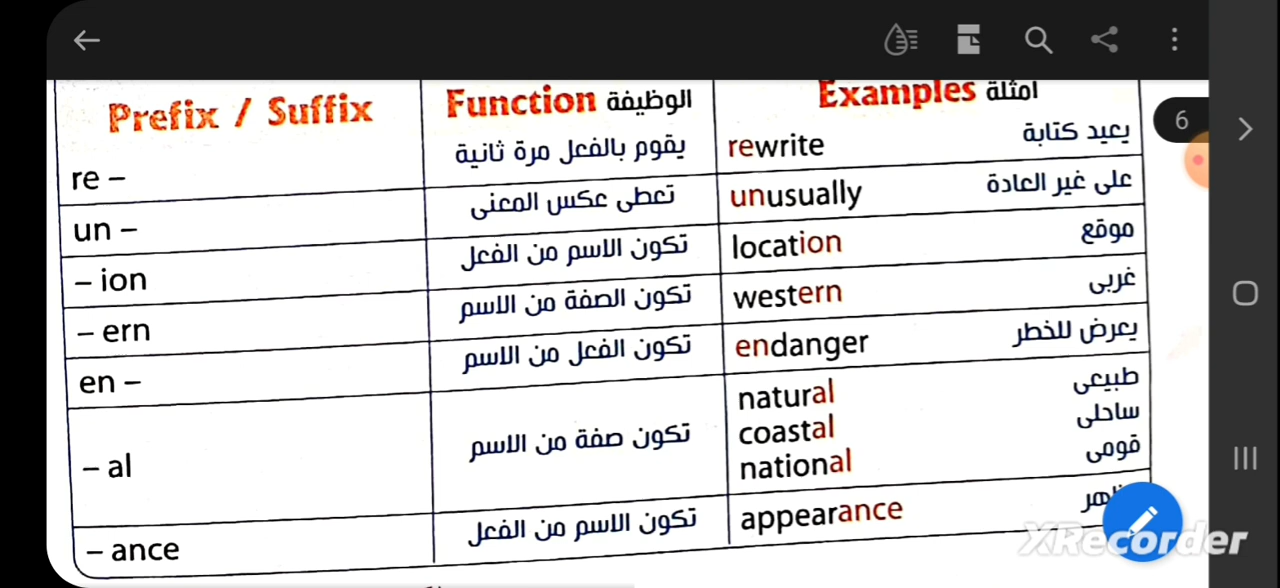 Prefix / Suffix Function الوظيفة Examples امثلة
6
re – يقوم بالفعل مرة ثانية rewrite يعيد كتابة
un – تعطى عكس المعنى unusually على غير العادة
– ion تكون الاسم من الفعل location موقع
– ern تكون الصفة من الاسم western غربى
en – تكون الفعل من الاسم endanger يعرض للخطر
– al تكون صفة من الاسم natural طبيعى
coastal ساحلى
national قومى
– ance تكون الاسم من الفعل appearance
XRecorder